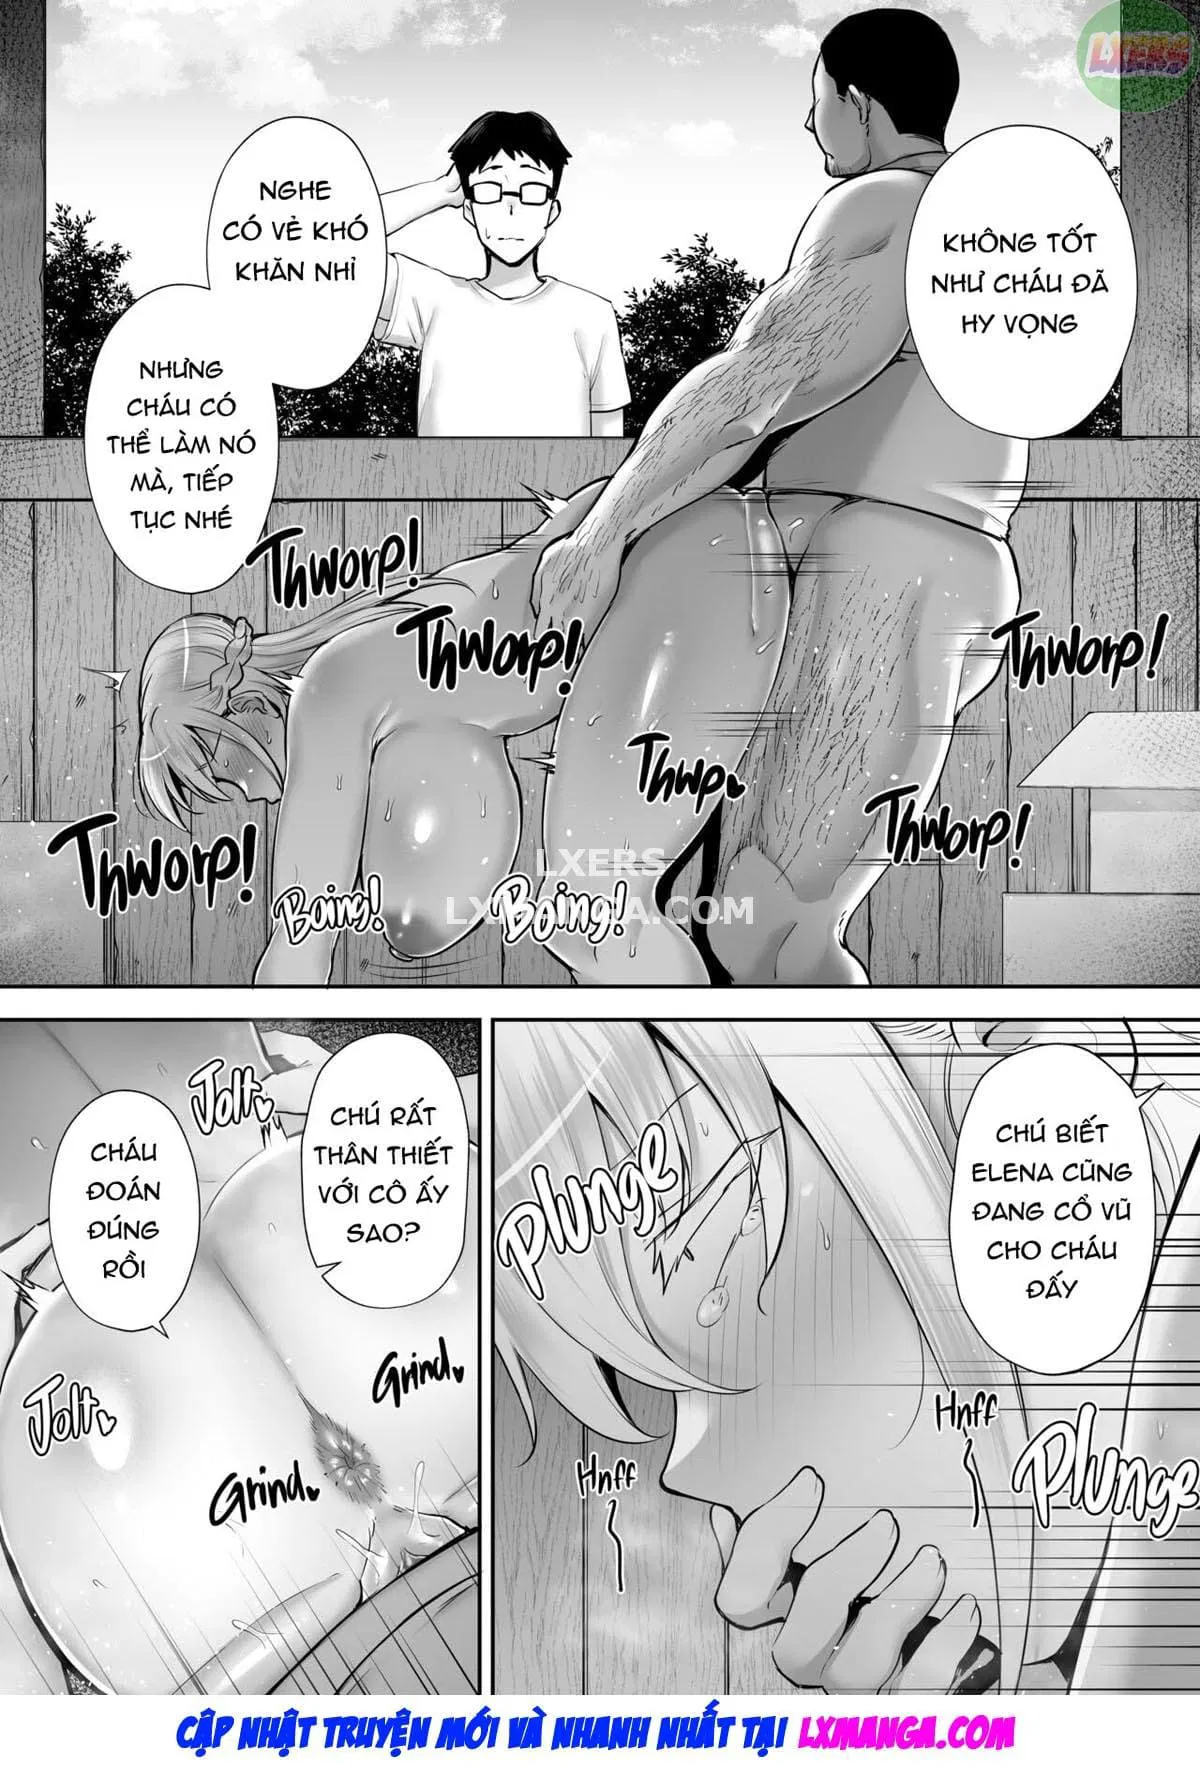 LXERS
KHÔNG TỐT
NHƯ CHÁU ĐÃ
HY VỌNG
NGHE
CÓ VẺ KHÓ
KHĂN NHỈ
NHƯNG
CHÁU CÓ
THỂ LÀM NÓ
MÀ, TIẾP
TỤC NHÉ
THWORP!
THWORP!
THWORP!
THWP
THWORP!
THWORP!
BOING!
BOING!
LXERS
LXMANGA.COM
CHÚ BIẾT
ELENA CŨNG
ĐANG CỔ VŨ
CHO CHÁU
ĐẤY
PLUNGE
HNFF
HNFF
PLUNGE
CHÚ RẤT
THÂN THIẾT
VỚI CÔ ẤY
SAO?
CHÁU
ĐOÁN
ĐÚNG
RỒI
JOLT
JOLT
GRIND
GRIND
CẬP NHẬT TRUYỆN MỚI VÀ NHANH NHẤT TẠI LXMANGA.COM